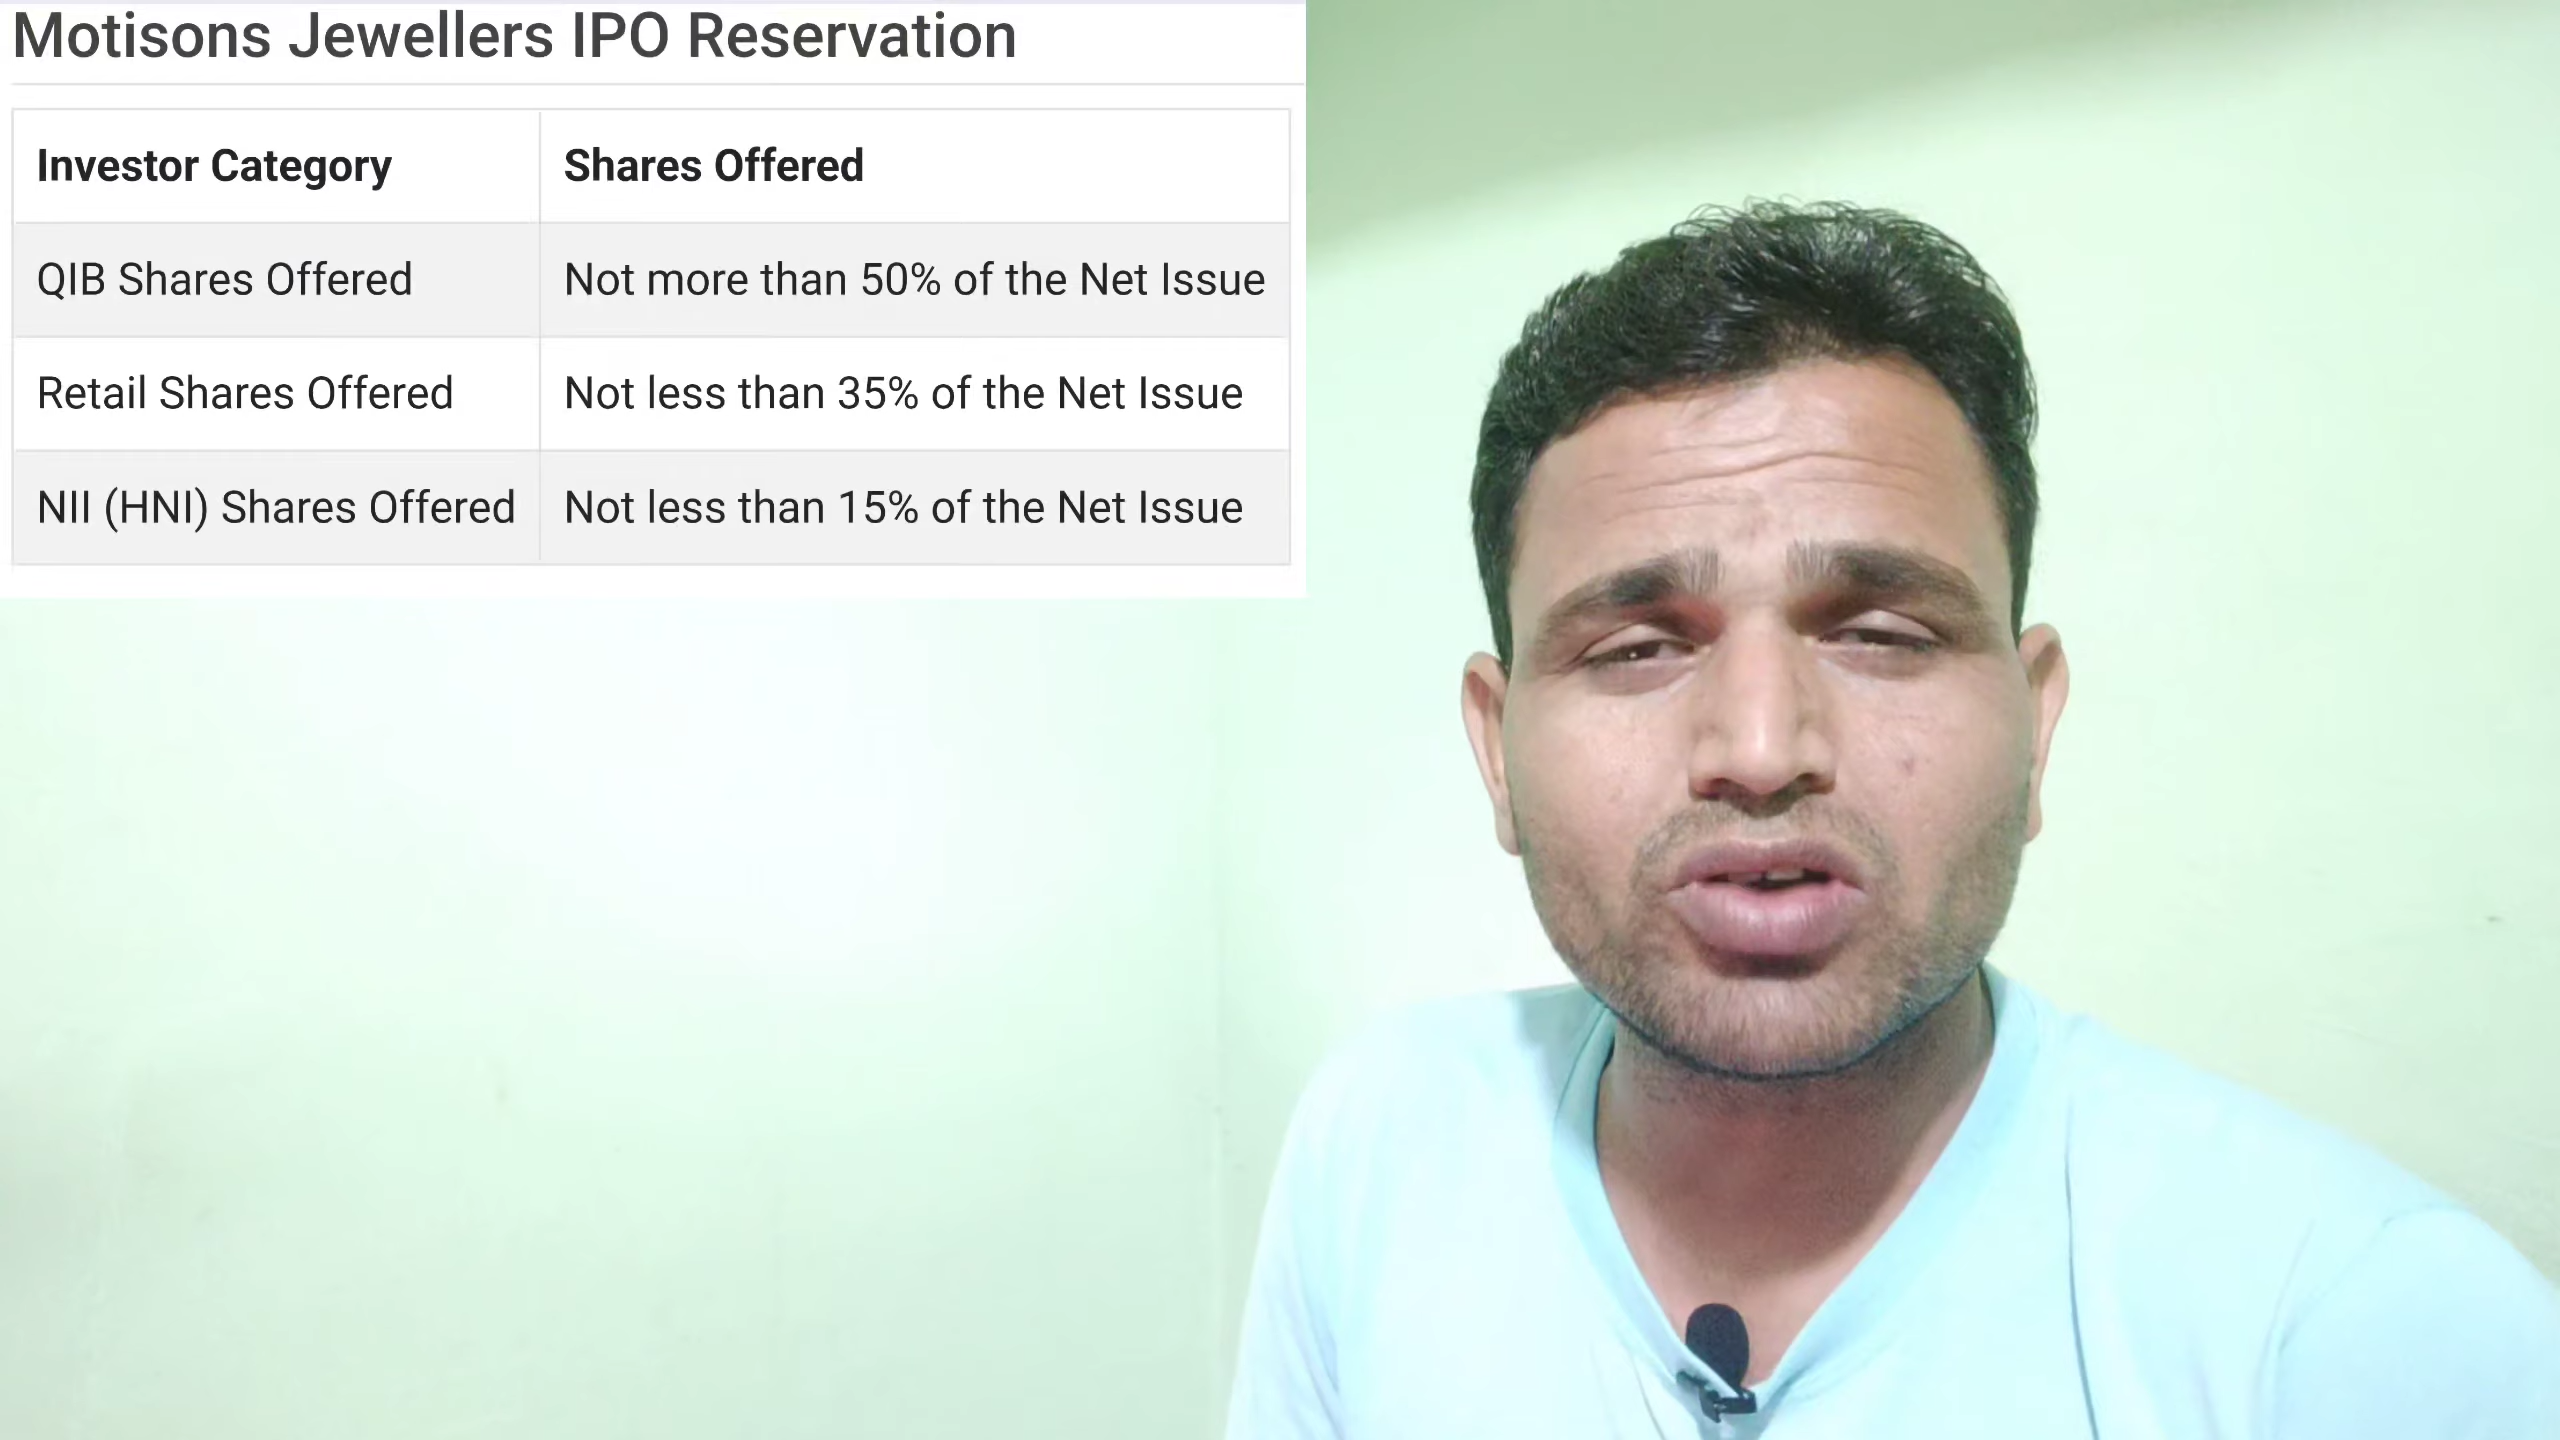 Motisons Jewellers IPO Reservation
Investor Category Shares Offered
QIB Shares Offered Not more than 50% of the Net Issue
Retail Shares Offered Not less than 35% of the Net Issue
NII (HNI) Shares Offered Not less than 15% of the Net Issue